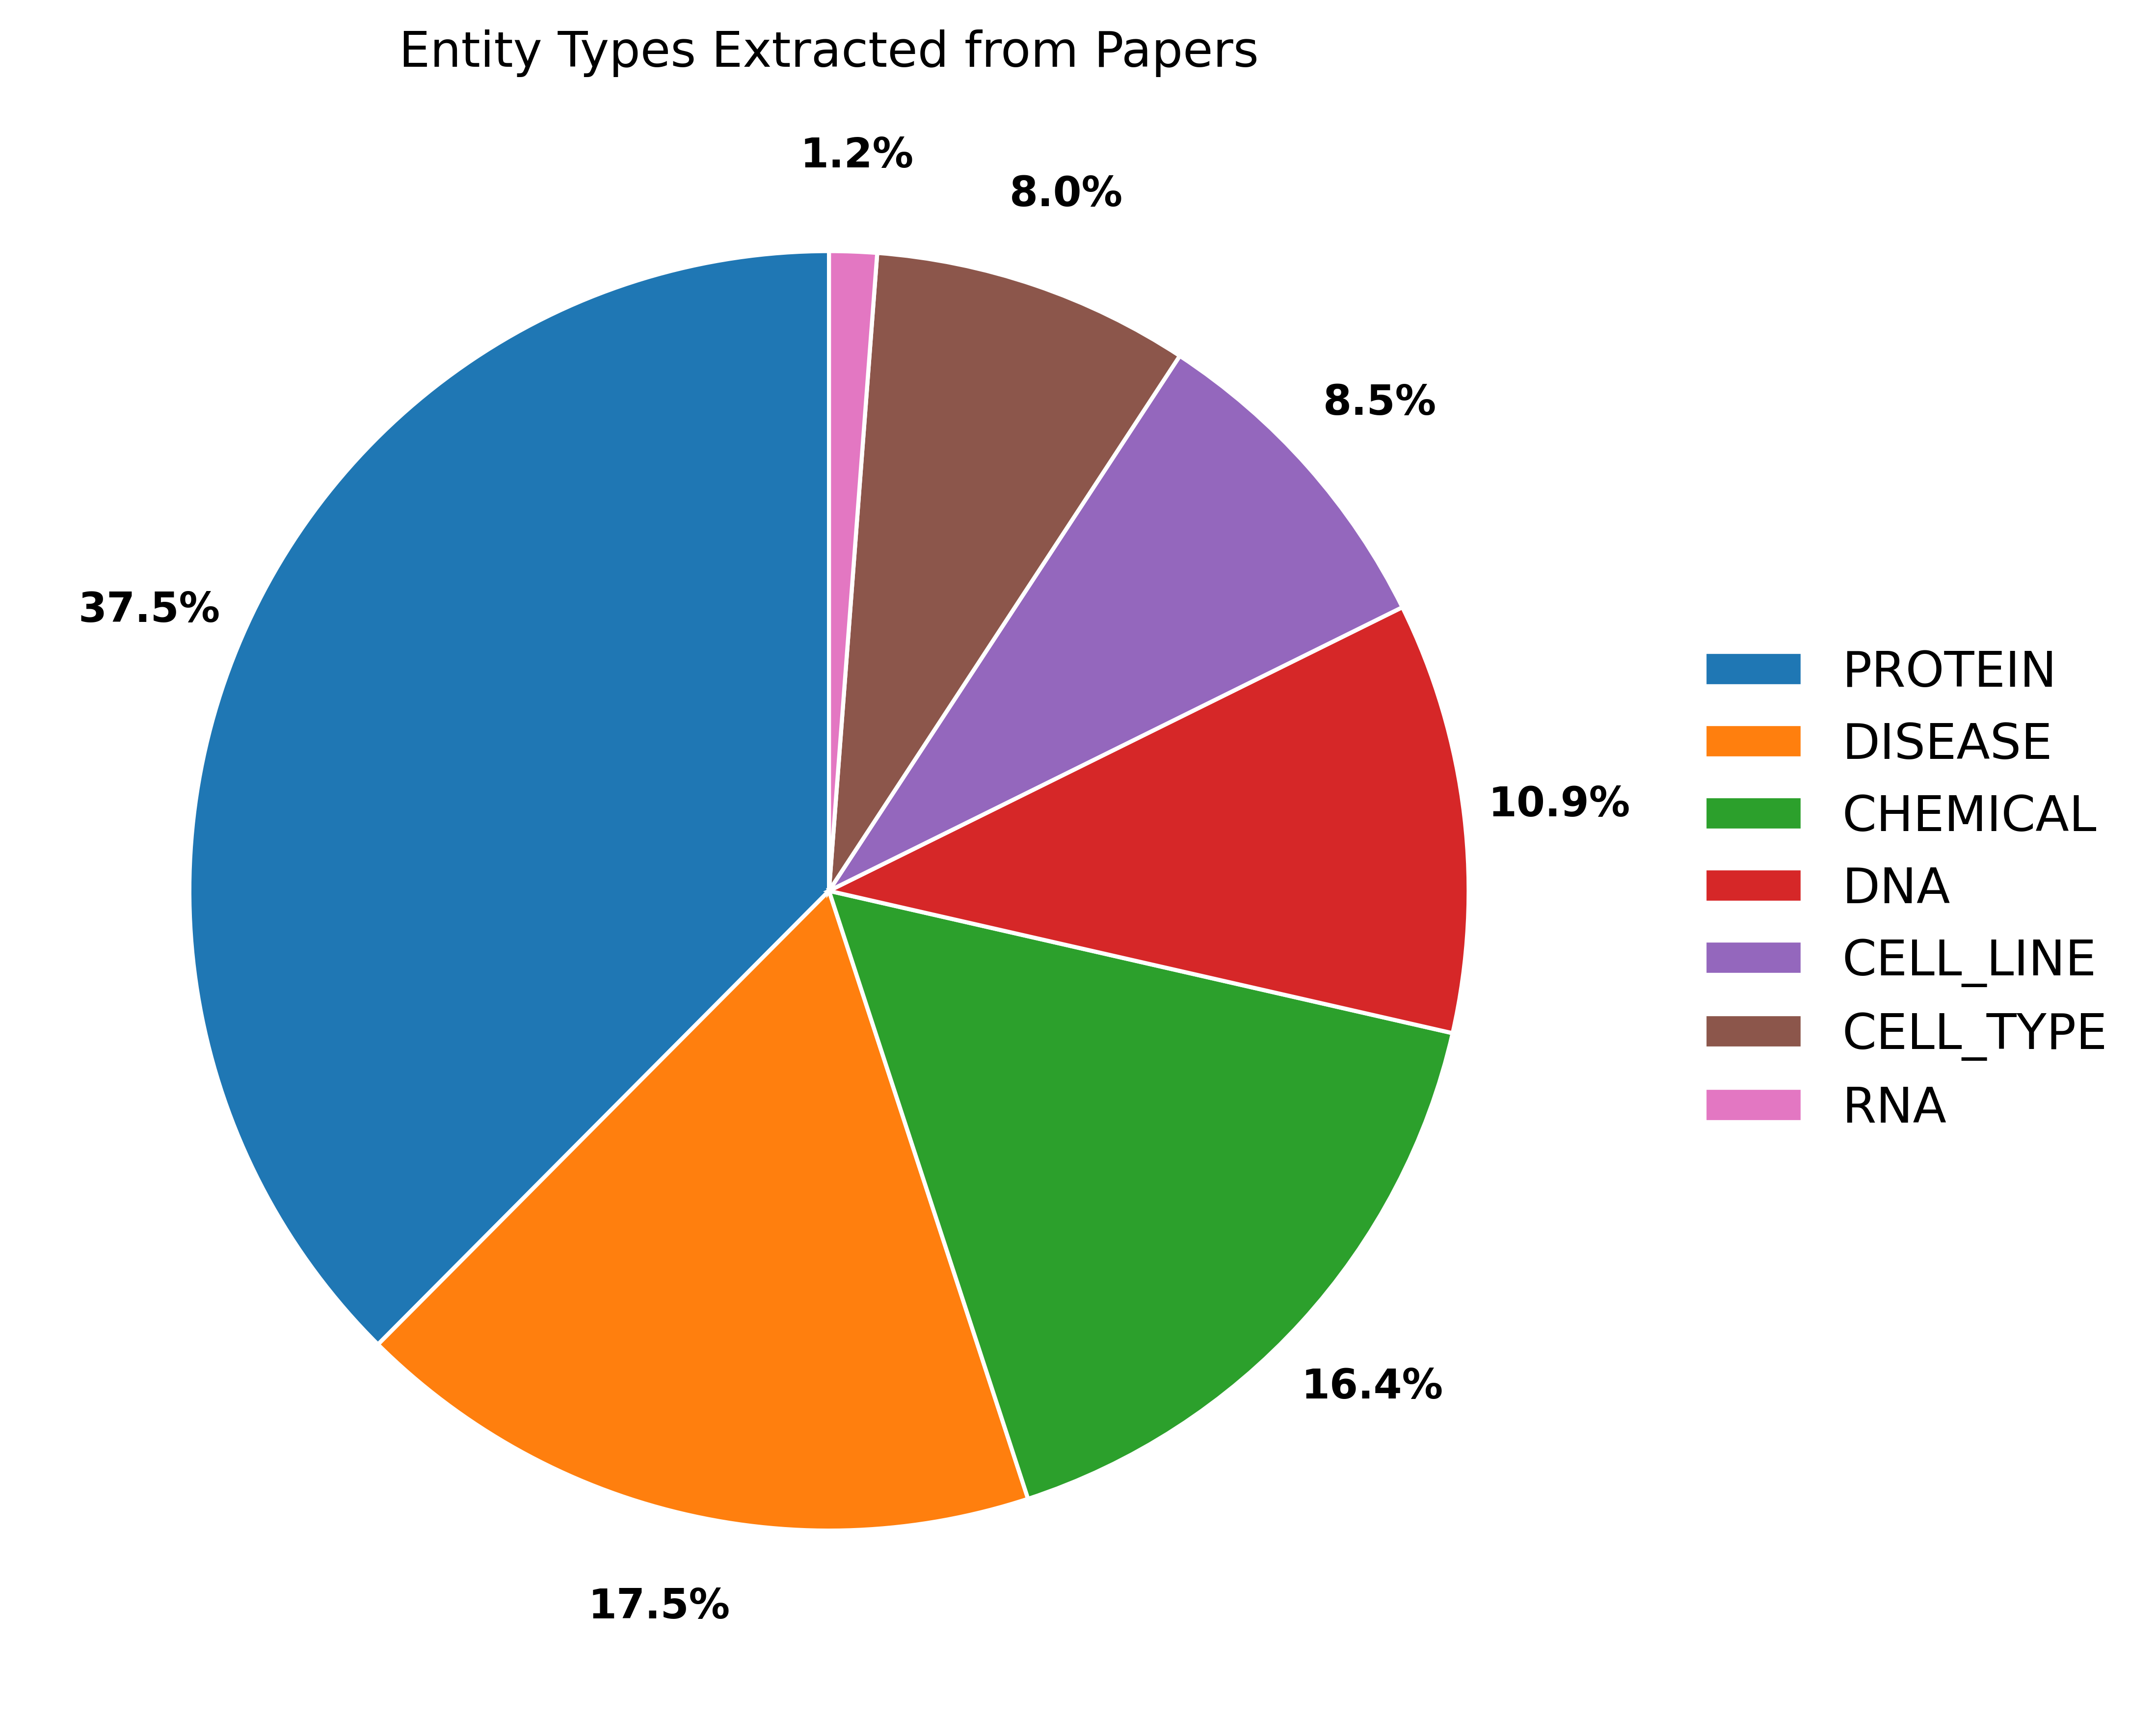 Entity Types Extracted from Papers
1.2%
8.0%
8.5%
37.5%
10.9%
16.4%
17.5%
PROTEIN
DISEASE
CHEMICAL
DNA
CELL_LINE
CELL_TYPE
RNA